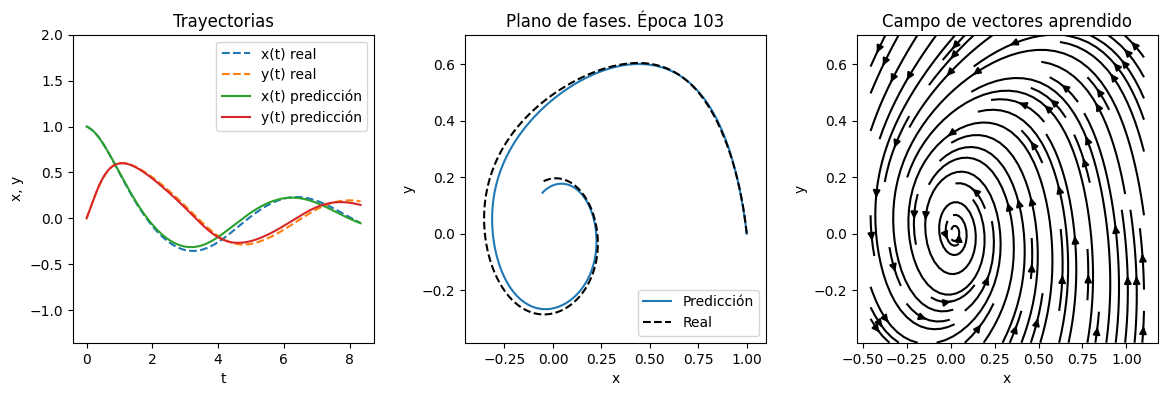 Trayectorias
2.0
1.5
1.0
0.5
0.0
−0.5
−1.0
x, y
0 2 4 6 8
t
x(t) real
y(t) real
x(t) predicción
y(t) predicción
Plano de fases. Época 103
0.6
0.4
0.2
0.0
−0.2
y
−0.25 0.00 0.25 0.50 0.75 1.00
x
Predicción
Real
Campo de vectores aprendido
0.6
0.4
0.2
0.0
−0.2
y
−0.50 −0.25 0.00 0.25 0.50 0.75 1.00
x